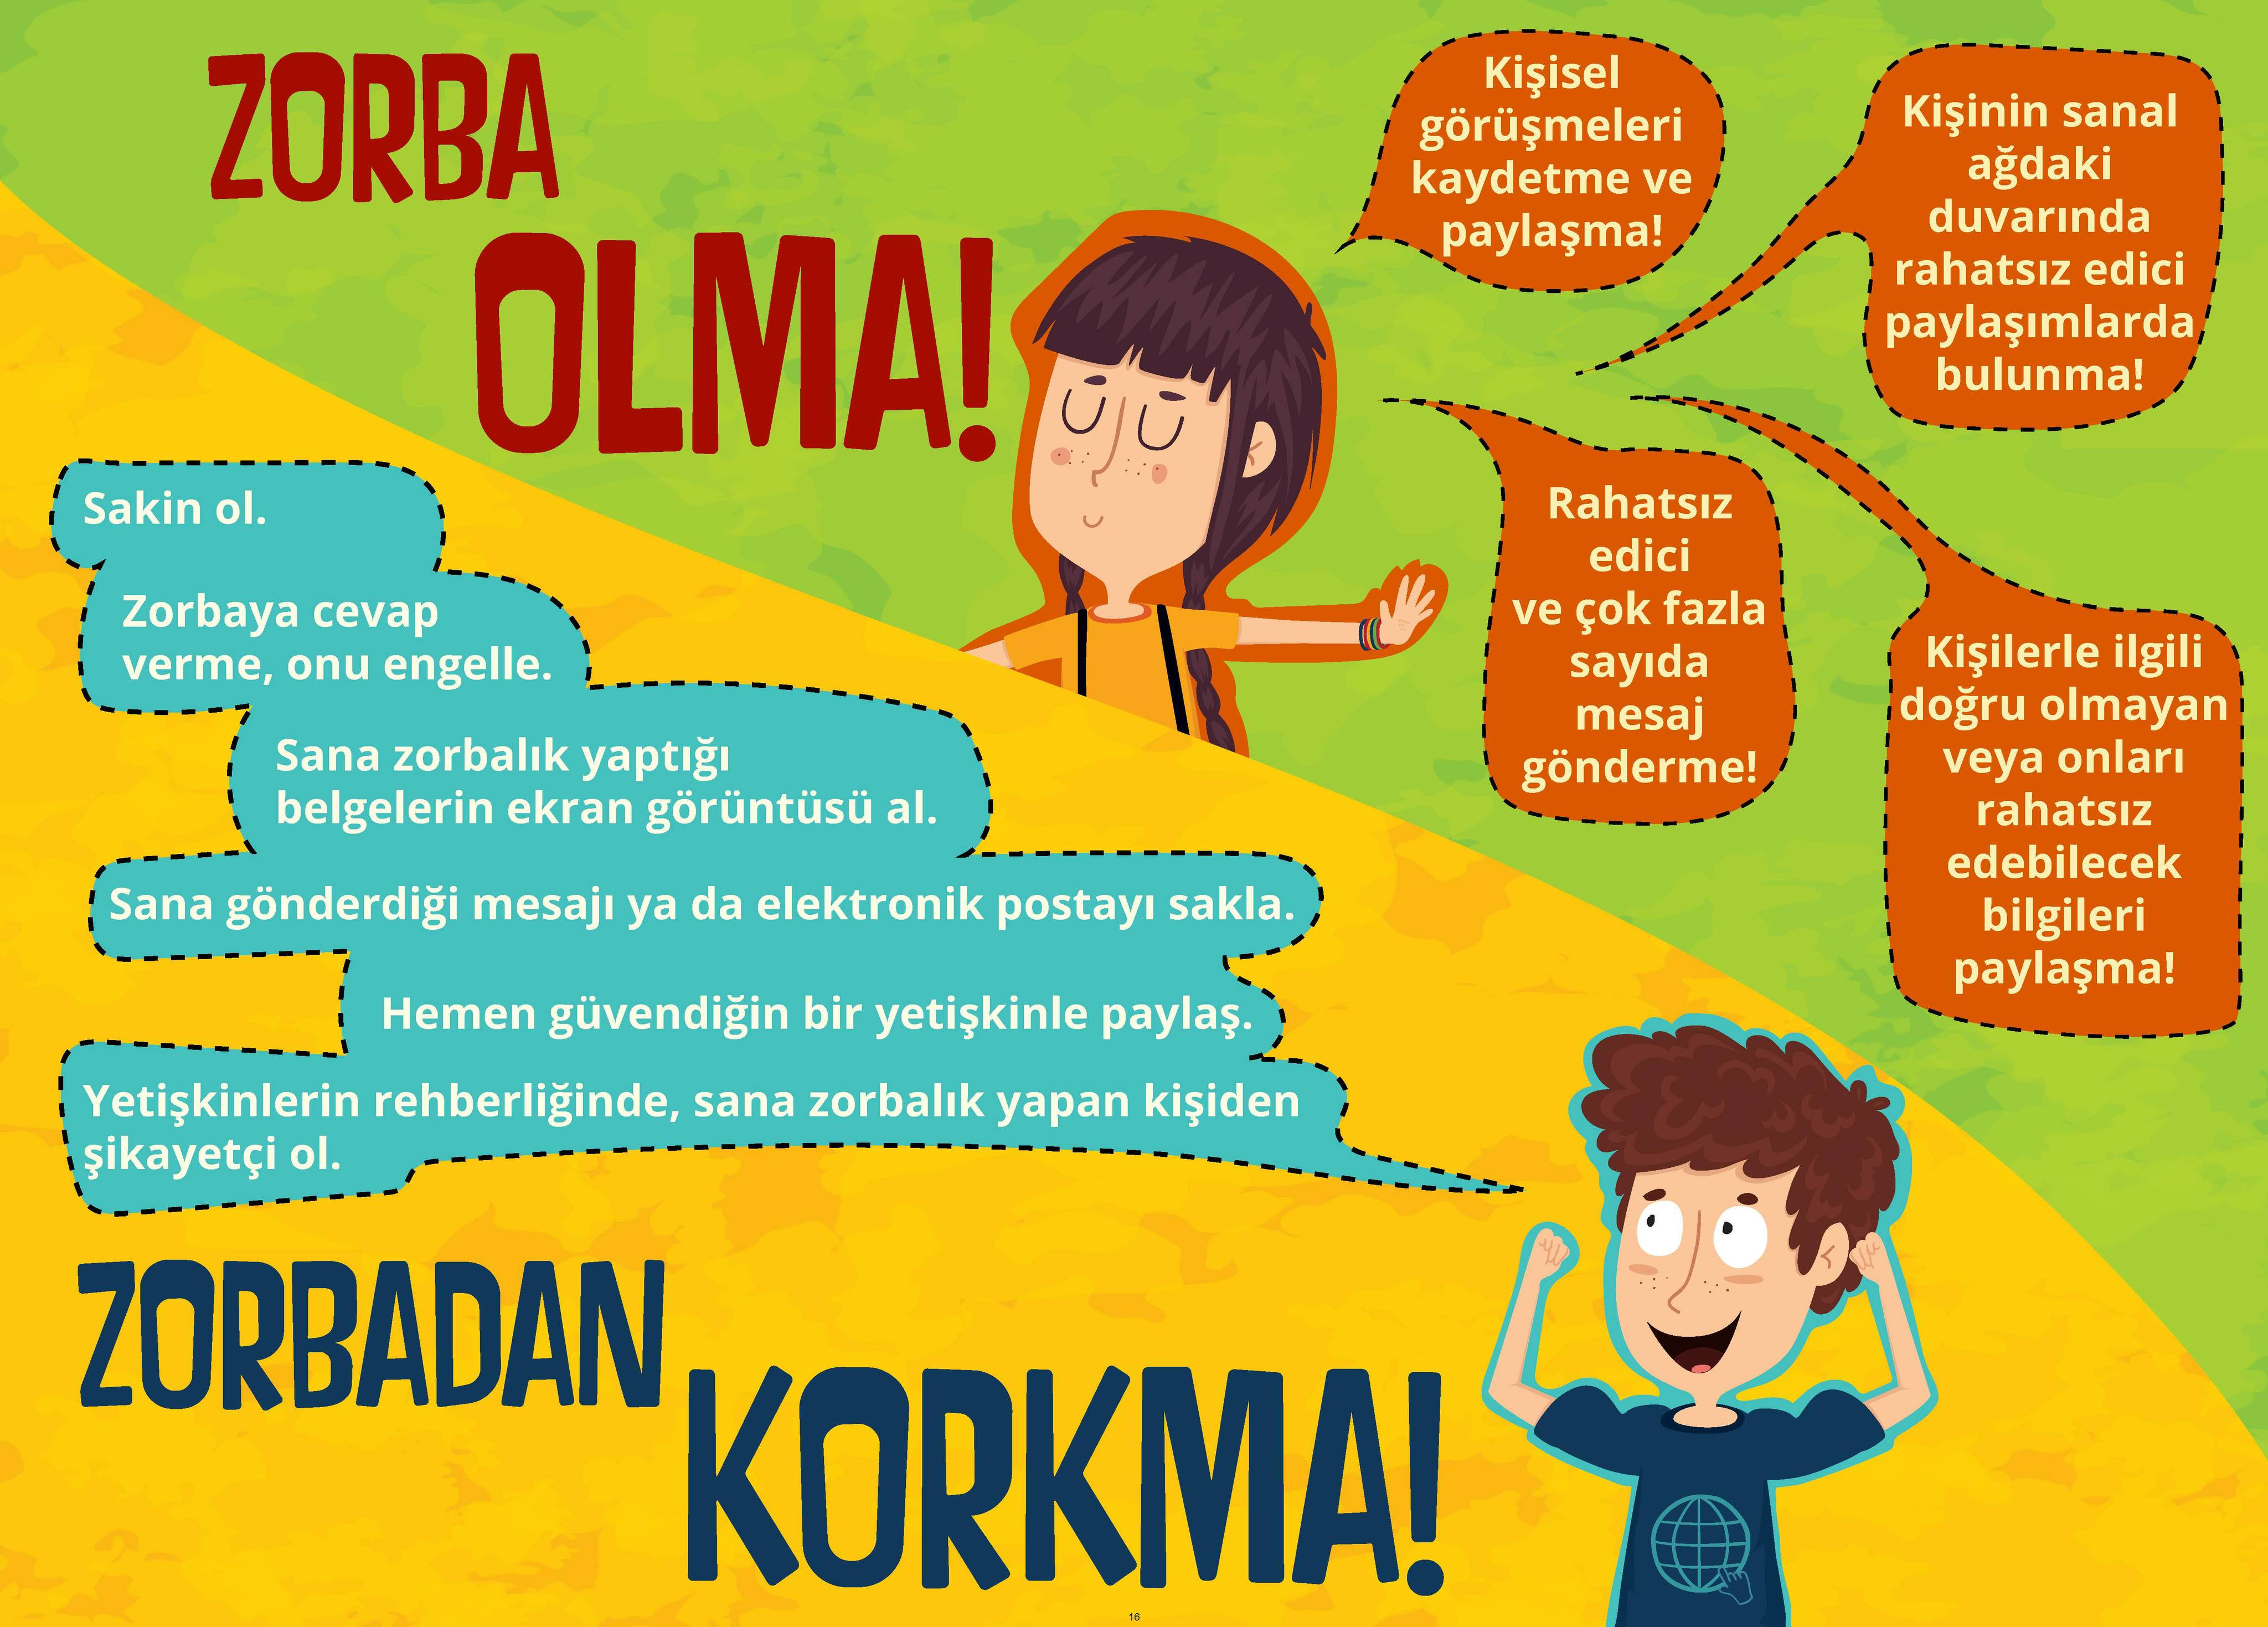 ZORBA
OLMA!
Kişisel
görüşmeleri
kaydetme ve
paylaşma!
Kişinin sanal
ağdaki
duvarında
rahatsız edici
paylaşımlarda
bulunma!
Rahatsız
edici
ve çok fazla
sayıda
mesaj
gönderme!
Kişilerle ilgili
doğru olmayan
veya onları
rahatsız
edebilecek
bilgileri
paylaşma!
Sakin ol.
Zorbaya cevap
verme, onu engelle.
Sana zorbalık yaptığı
belgelerin ekran görüntüsü al.
Sana gönderdiği mesajı ya da elektronik postayı sakla.
Hemen güvendiğin bir yetişkinle paylaş.
Yetişkinlerin rehberliğinde, sana zorbalık yapan kişiden
şikayetçi ol.
ZORBADAN
KORKMA!
16